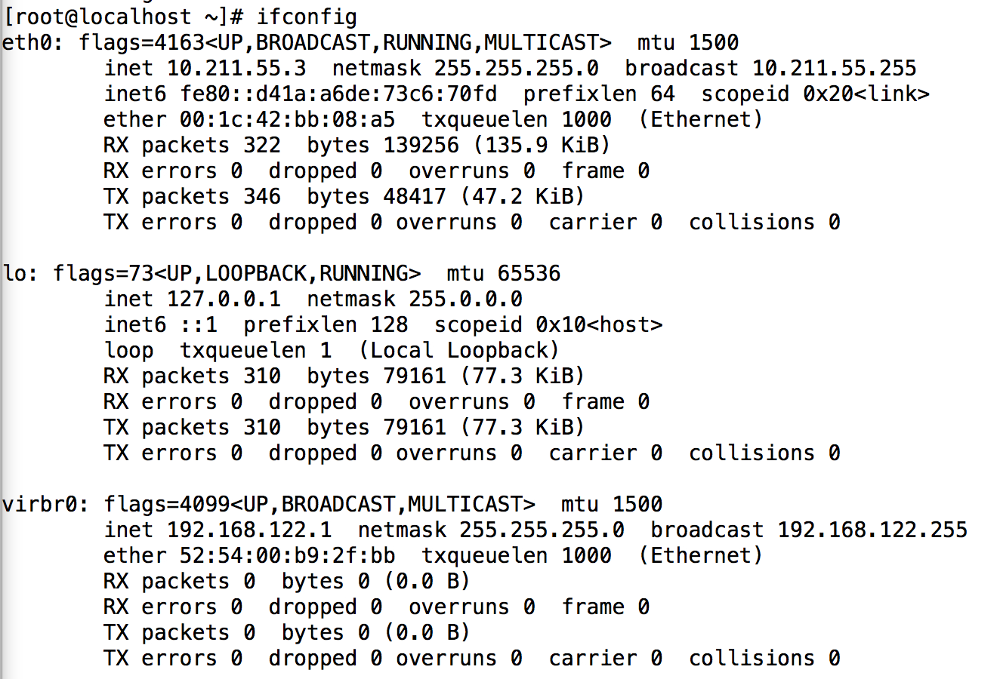 [root@localhost ~]# ifconfig
eth0: flags=4163<UP,BROADCAST,RUNNING,MULTICAST>  mtu 1500
        inet 10.211.55.3  netmask 255.255.255.0  broadcast 10.211.55.255
        inet6 fe80::d41a:a6de:73c6:70fd  prefixlen 64  scopeid 0x20<link>
        ether 00:1c:42:bb:08:a5  txqueuelen 1000  (Ethernet)
        RX packets 322  bytes 139256 (135.9 KiB)
        RX errors 0  dropped 0  overruns 0  frame 0
        TX packets 346  bytes 48417 (47.2 KiB)
        TX errors 0  dropped 0 overruns 0  carrier 0  collisions 0

lo: flags=73<UP,LOOPBACK,RUNNING>  mtu 65536
        inet 127.0.0.1  netmask 255.0.0.0
        inet6 ::1  prefixlen 128  scopeid 0x10<host>
        loop  txqueuelen 1  (Local Loopback)
        RX packets 310  bytes 79161 (77.3 KiB)
        RX errors 0  dropped 0  overruns 0  frame 0
        TX packets 310  bytes 79161 (77.3 KiB)
        TX errors 0  dropped 0 overruns 0  carrier 0  collisions 0

virbr0: flags=4099<UP,BROADCAST,MULTICAST>  mtu 1500
        inet 192.168.122.1  netmask 255.255.255.0  broadcast 192.168.122.255
        ether 52:54:00:b9:2f:bb  txqueuelen 1000  (Ethernet)
        RX packets 0  bytes 0 (0.0 B)
        RX errors 0  dropped 0  overruns 0  frame 0
        TX packets 0  bytes 0 (0.0 B)
        TX errors 0  dropped 0 overruns 0  carrier 0  collisions 0